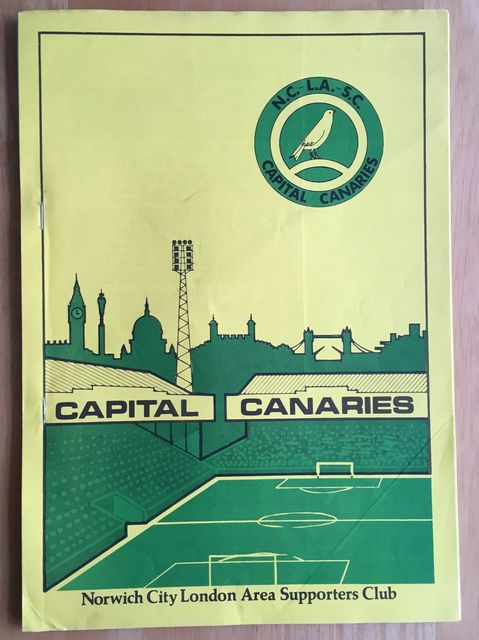 N.C.-L.A.-S.C.
CAPITAL CANARIES
CAPITAL CANARIES
Norwich City London Area Supporters Club